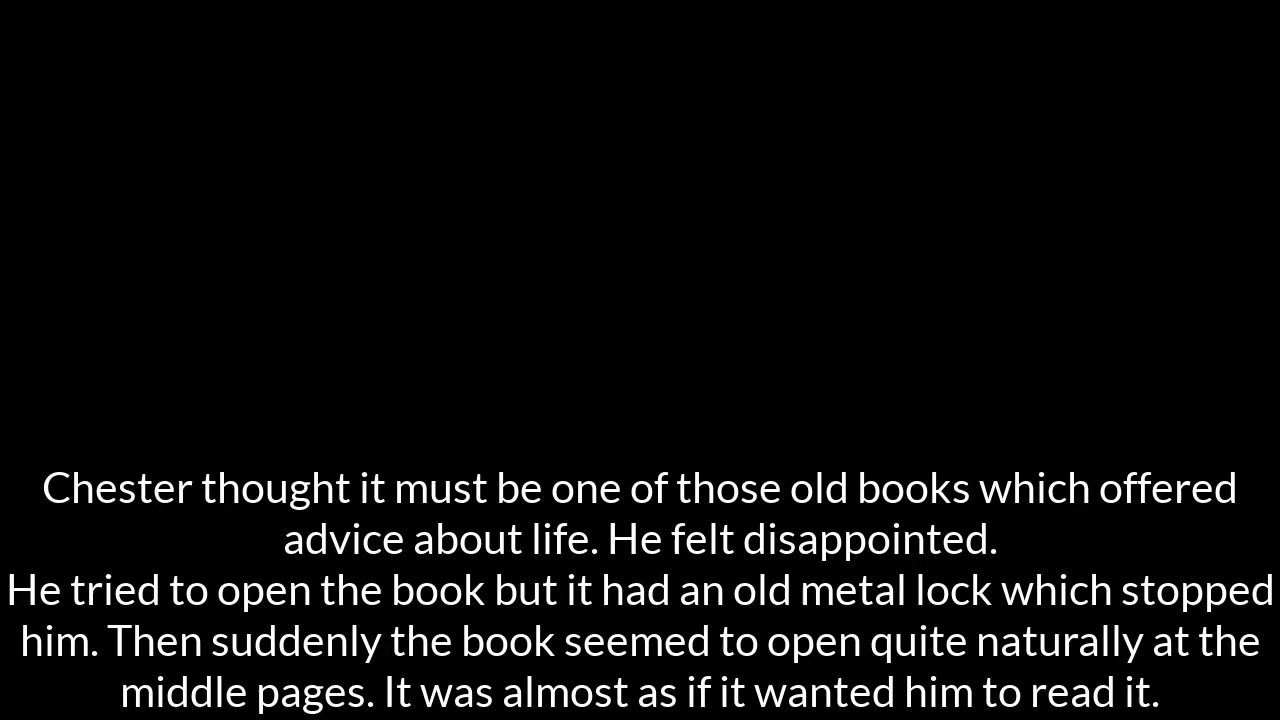 Chester thought it must be one of those old books which offered
advice about life. He felt disappointed.
He tried to open the book but it had an old metal lock which stopped
him. Then suddenly the book seemed to open quite naturally at the
middle pages. It was almost as if it wanted him to read it.